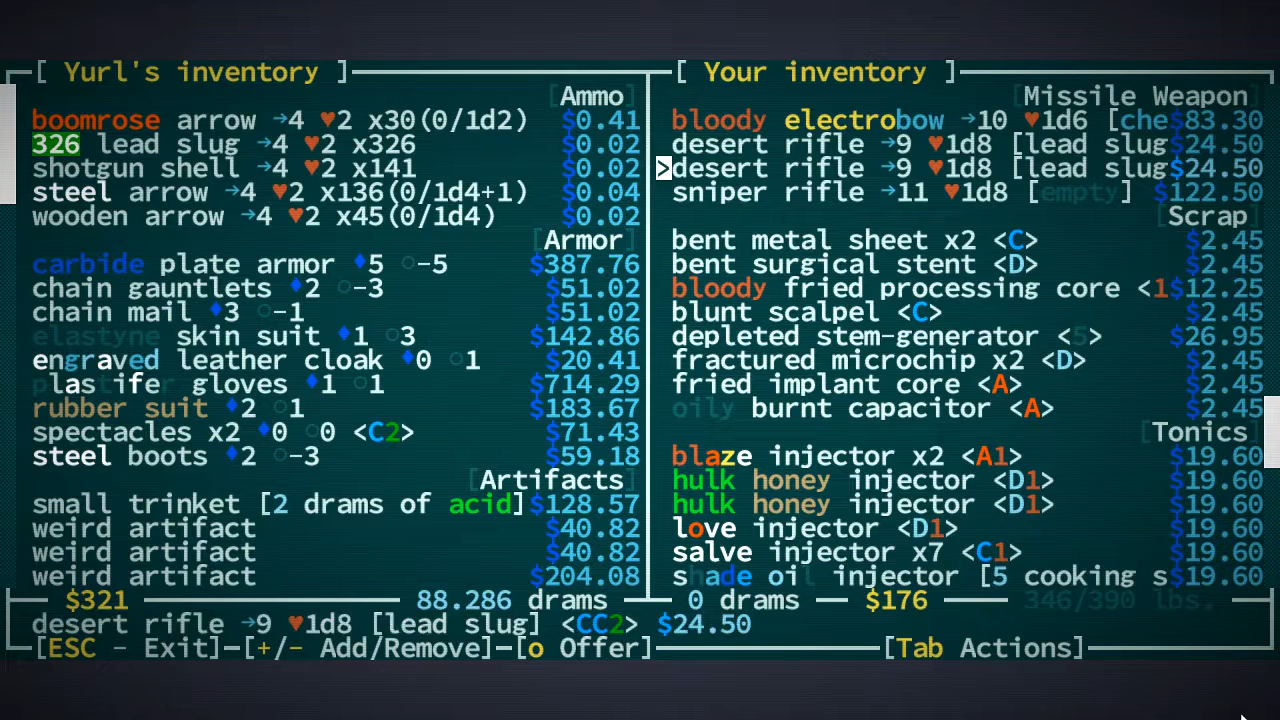 [ Yurl's inventory ]
[Ammo]
boomrose arrow →4 ♥2 x30(0/1d2) $0.41
326 lead slug →4 ♥2 x326 $0.02
shotgun shell →4 ♥2 x141 $0.02
steel arrow →4 ♥2 x136(0/1d4+1) $0.04
wooden arrow →4 ♥2 x45(0/1d4) $0.02
[Armor]
carbide plate armor ♦5 ○-5 $387.76
chain gauntlets ♦2 ○-3 $51.02
chain mail ♦3 ○-1 $51.02
elastyne skin suit ♦1 ○3 $142.86
engraved leather cloak ♦0 ○1 $20.41
plastifer gloves ♦1 ○1 $714.29
rubber suit ♦2 ○1 $183.67
spectacles x2 ♦0 ○0 <C2> $71.43
steel boots ♦2 ○-3 $59.18
[Artifacts]
small trinket [2 drams of acid] $128.57
weird artifact $40.82
weird artifact $40.82
weird artifact $204.08
[ Your inventory ]
[Missile Weapon]
bloody electrobow →10 ♥1d6 [che$83.30
desert rifle →9 ♥1d8 [lead slug$24.50
>desert rifle →9 ♥1d8 [lead slug$24.50
sniper rifle →11 ♥1d8 [empty] $122.50
[Scrap]
bent metal sheet x2 <C> $2.45
bent surgical stent <D> $2.45
bloody fried processing core <1$12.25
blunt scalpel <C> $2.45
depleted stem-generator <5> $26.95
fractured microchip x2 <D> $2.45
fried implant core <A> $2.45
oily burnt capacitor <A> $2.45
[Tonics]
blaze injector x2 <A1> $19.60
hulk honey injector <D1> $19.60
hulk honey injector <D1> $19.60
love injector <D1> $19.60
salve injector x7 <C1> $19.60
shade oil injector [5 cooking s$19.60
$321 88.286 drams 0 drams $176 346/390 lbs.
desert rifle →9 ♥1d8 [lead slug] <CC2> $24.50
[ESC - Exit] [+/- Add/Remove] [o Offer] [Tab Actions]